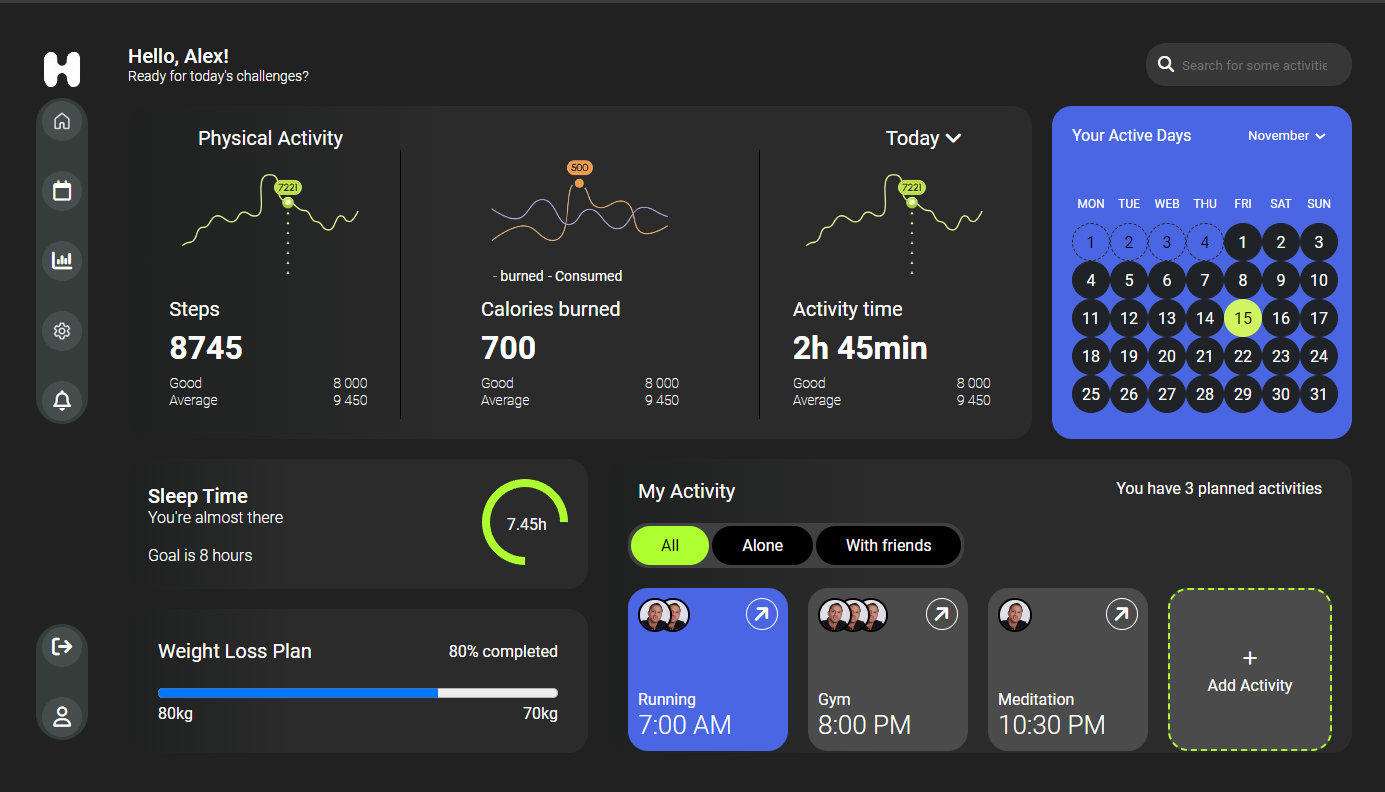 Hello, Alex!
Ready for today's challenges?
Search for some activitie
Physical Activity
Today
7221
500
7221
- burned - Consumed
Steps
8745
Good 8 000
Average 9 450
Calories burned
700
Good 8 000
Average 9 450
Activity time
2h 45min
Good 8 000
Average 9 450
Your Active Days
November
MON TUE WEB THU FRI SAT SUN
1 2 3 4 1 2 3
4 5 6 7 8 9 10
11 12 13 14 15 16 17
18 19 20 21 22 23 24
25 26 27 28 29 30 31
Sleep Time
You're almost there
Goal is 8 hours
7.45h
Weight Loss Plan
80% completed
80kg 70kg
My Activity
You have 3 planned activities
All Alone With friends
Running
7:00 AM
Gym
8:00 PM
Meditation
10:30 PM
+
Add Activity